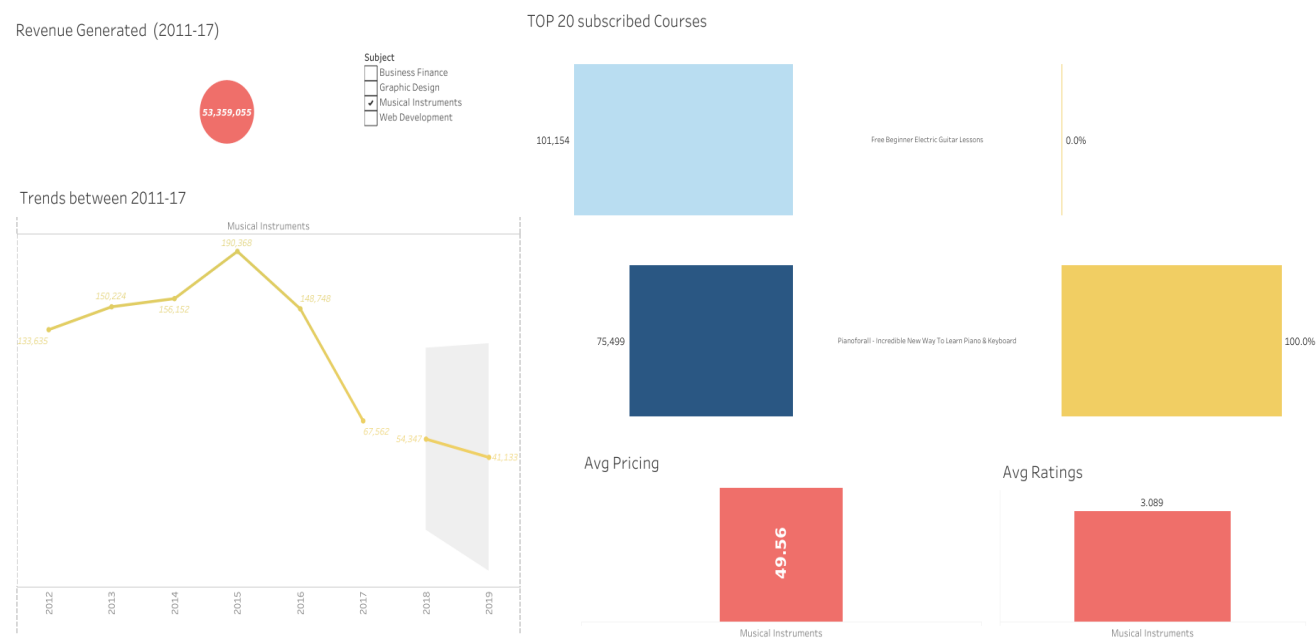 Revenue Generated (2011-17)
53,359,055
Subject
Business Finance
Graphic Design
Musical Instruments
Web Development
Trends between 2011-17
Musical Instruments
133,635
150,224
156,152
190,368
148,748
67,562
54,347
41,133
2012
2013
2014
2015
2016
2017
2018
2019
TOP 20 subscribed Courses
101,154
Free Beginner Electric Guitar Lessons
0.0%
75,499
Pianoforall - Incredible New Way To Learn Piano & Keyboard
100.0%
Avg Pricing
49.56
Musical Instruments
Avg Ratings
3.089
Musical Instruments